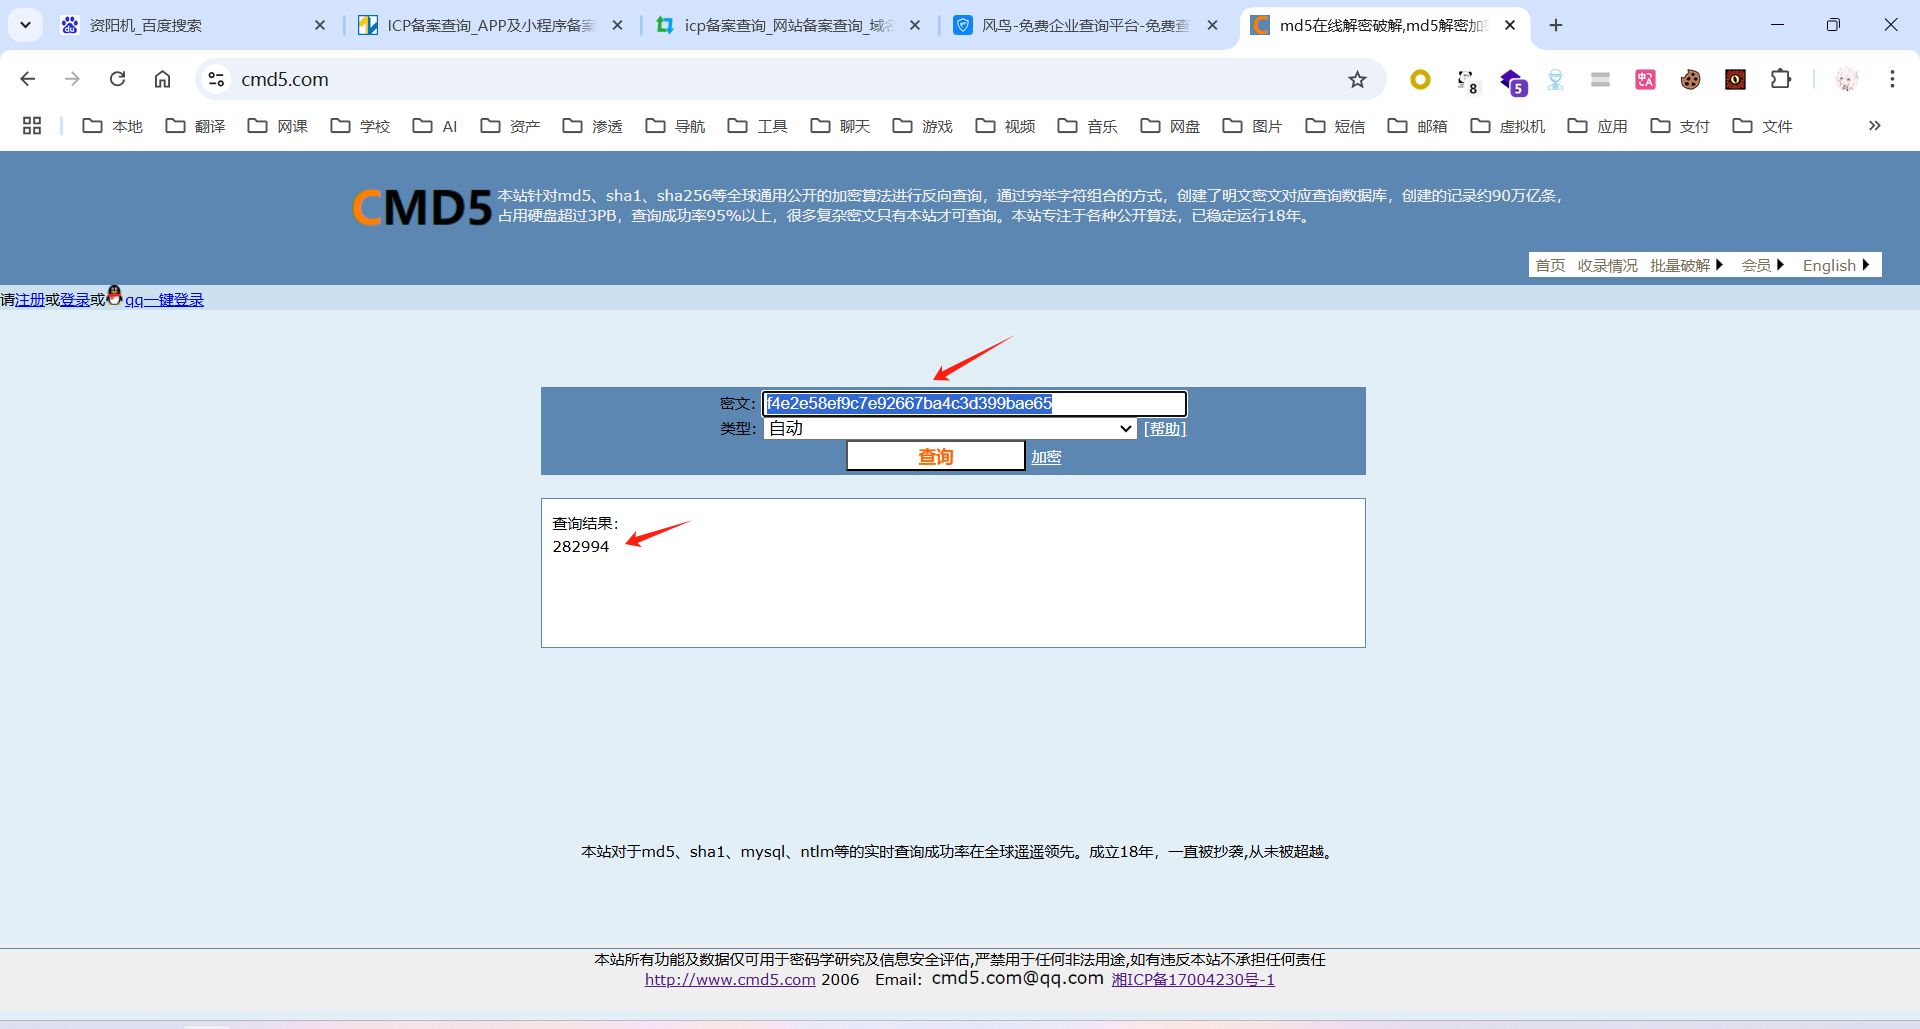 资阳机_百度搜索
ICP备案查询_APP及小程序备案
icp备案查询_网站备案查询_域名
风鸟-免费企业查询平台-免费查
md5在线解密破解,md5解密加密
cmd5.com
8
5
本地 翻译 网课 学校 AI 资产 渗透 导航 工具 聊天 游戏 视频 音乐 网盘 图片 短信 邮箱 虚拟机 应用 支付 文件
CMD5
本站针对md5、sha1、sha256等全球通用公开的加密算法进行反向查询，通过穷举字符组合的方式，创建了明文密文对应查询数据库，创建的记录约90万亿条，
占用硬盘超过3PB，查询成功率95%以上，很多复杂密文只有本站才可查询。本站专注于各种公开算法，已稳定运行18年。
首页 收录情况 批量破解 会员 English
请注册或登录或qq一键登录
密文: f4e2e58ef9c7e92667ba4c3d399bae65
类型: 自动 [帮助]
查询 加密
查询结果:
282994
本站对于md5、sha1、mysql、ntlm等的实时查询成功率在全球遥遥领先。成立18年，一直被抄袭,从未被超越。
本站所有功能及数据仅可用于密码学研究及信息安全评估,严禁用于任何非法用途,如有违反本站不承担任何责任
http://www.cmd5.com 2006 Email: cmd5.com@qq.com 湘ICP备17004230号-1